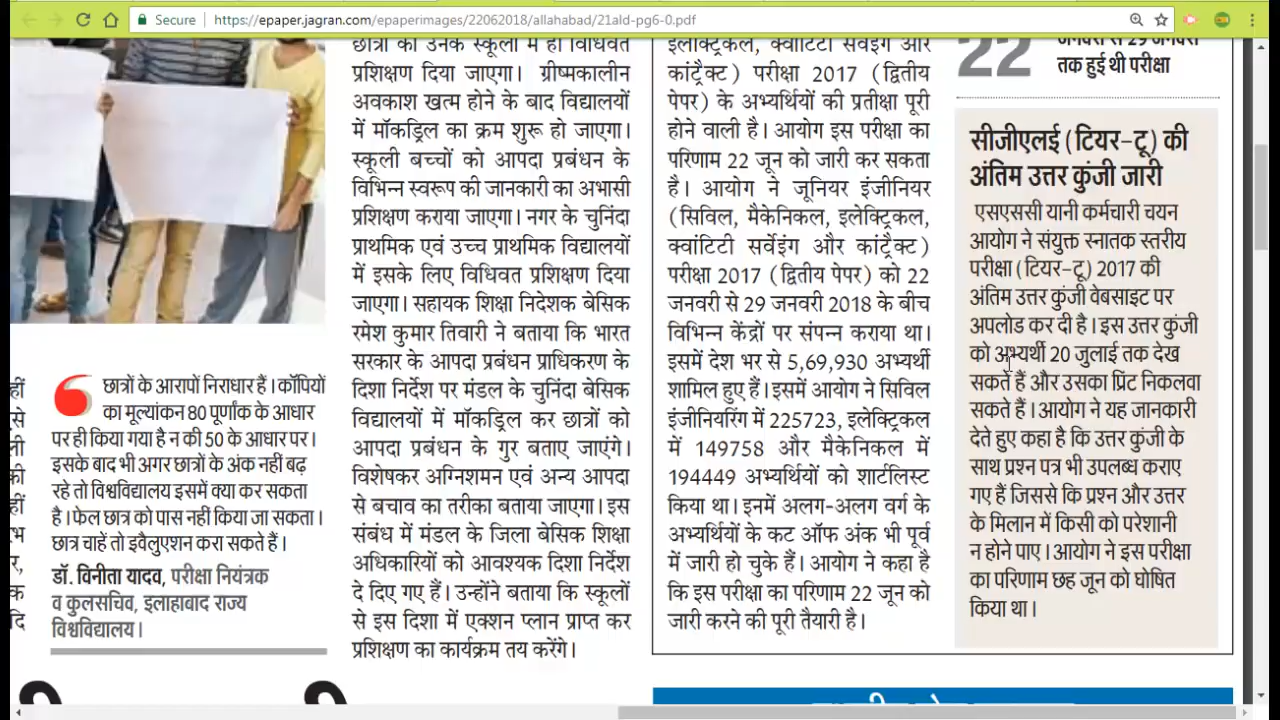 Secure
https://epaper.jagran.com/epaperimages/22062018/allahabad/21ald-pg6-0.pdf
छात्रों के आरापों निराधार हैं। कॉपियों
का मूल्यांकन 80 पूर्णांक के आधार
पर ही किया गया है न की 50 के आधार पर।
इसके बाद भी अगर छात्रों के अंक नहीं बढ़
रहे तो विश्वविद्यालय इसमें क्या कर सकता
है। फेल छात्र को पास नहीं किया जा सकता।
छात्र चाहें तो इवैलुएशन करा सकते हैं।
डॉ. विनीता यादव, परीक्षा नियंत्रक
व कुलसचिव, इलाहाबाद राज्य
विश्वविद्यालय।
छात्रों को उनके स्कूलों में ही विधिवत
प्रशिक्षण दिया जाएगा। ग्रीष्मकालीन
अवकाश खत्म होने के बाद विद्यालयों
में मॉकड्रिल का क्रम शुरू हो जाएगा।
स्कूली बच्चों को आपदा प्रबंधन के
विभिन्न स्वरूप की जानकारी का अभासी
प्रशिक्षण कराया जाएगा। नगर के चुनिंदा
प्राथमिक एवं उच्च प्राथमिक विद्यालयों
में इसके लिए विधिवत प्रशिक्षण दिया
जाएगा। सहायक शिक्षा निदेशक बेसिक
रमेश कुमार तिवारी ने बताया कि भारत
सरकार के आपदा प्रबंधन प्राधिकरण के
दिशा निर्देश पर मंडल के चुनिंदा बेसिक
विद्यालयों में मॉकड्रिल कर छात्रों को
आपदा प्रबंधन के गुर बताए जाएंगे।
विशेषकर अग्निशमन एवं अन्य आपदा
से बचाव का तरीका बताया जाएगा। इस
संबंध में मंडल के जिला बेसिक शिक्षा
अधिकारियों को आवश्यक दिशा निर्देश
दे दिए गए हैं। उन्होंने बताया कि स्कूलों
से इस दिशा में एक्शन प्लान प्राप्त कर
प्रशिक्षण का कार्यक्रम तय करेंगे।
इलेक्ट्रिकल, क्वांटिटी सर्वेइंग और
कांट्रैक्ट) परीक्षा 2017 (द्वितीय
पेपर) के अभ्यर्थियों की प्रतीक्षा पूरी
होने वाली है। आयोग इस परीक्षा का
परिणाम 22 जून को जारी कर सकता
है। आयोग ने जूनियर इंजीनियर
(सिविल, मैकेनिकल, इलेक्ट्रिकल,
क्वांटिटी सर्वेइंग और कांट्रैक्ट)
परीक्षा 2017 (द्वितीय पेपर) को 22
जनवरी से 29 जनवरी 2018 के बीच
विभिन्न केंद्रों पर संपन्न कराया था।
इसमें देश भर से 5,69,930 अभ्यर्थी
शामिल हुए हैं। इसमें आयोग ने सिविल
इंजीनियरिंग में 225723, इलेक्ट्रिकल
में 149758 और मैकेनिकल में
194449 अभ्यर्थियों को शार्टलिस्ट
किया था। इनमें अलग-अलग वर्ग के
अभ्यर्थियों के कट ऑफ अंक भी पूर्व
में जारी हो चुके हैं। आयोग ने कहा है
कि इस परीक्षा का परिणाम 22 जून को
जारी करने की पूरी तैयारी है।
22
जनवरी से 29 जनवरी
तक हुई थी परीक्षा
सीजीएलई (टियर-टू) की
अंतिम उत्तर कुंजी जारी
एसएससी यानी कर्मचारी चयन
आयोग ने संयुक्त स्नातक स्तरीय
परीक्षा (टियर-टू) 2017 की
अंतिम उत्तर कुंजी वेबसाइट पर
अपलोड कर दी है। इस उत्तर कुंजी
को अभ्यर्थी 20 जुलाई तक देख
सकते हैं और उसका प्रिंट निकलवा
सकते हैं। आयोग ने यह जानकारी
देते हुए कहा है कि उत्तर कुंजी के
साथ प्रश्न पत्र भी उपलब्ध कराए
गए हैं जिससे कि प्रश्न और उत्तर
के मिलान में किसी को परेशानी
न होने पाए। आयोग ने इस परीक्षा
का परिणाम छह जून को घोषित
किया था।